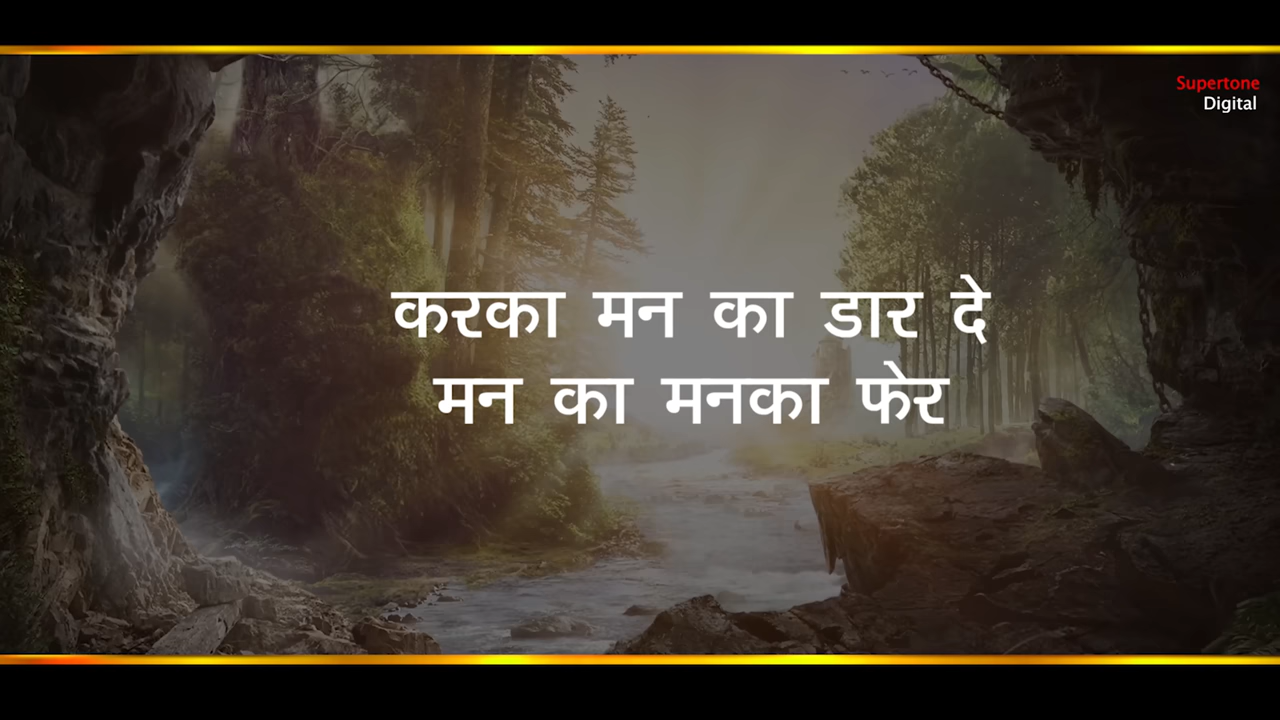 Supertone
Digital
करका मन का डार दे
मन का मनका फेर